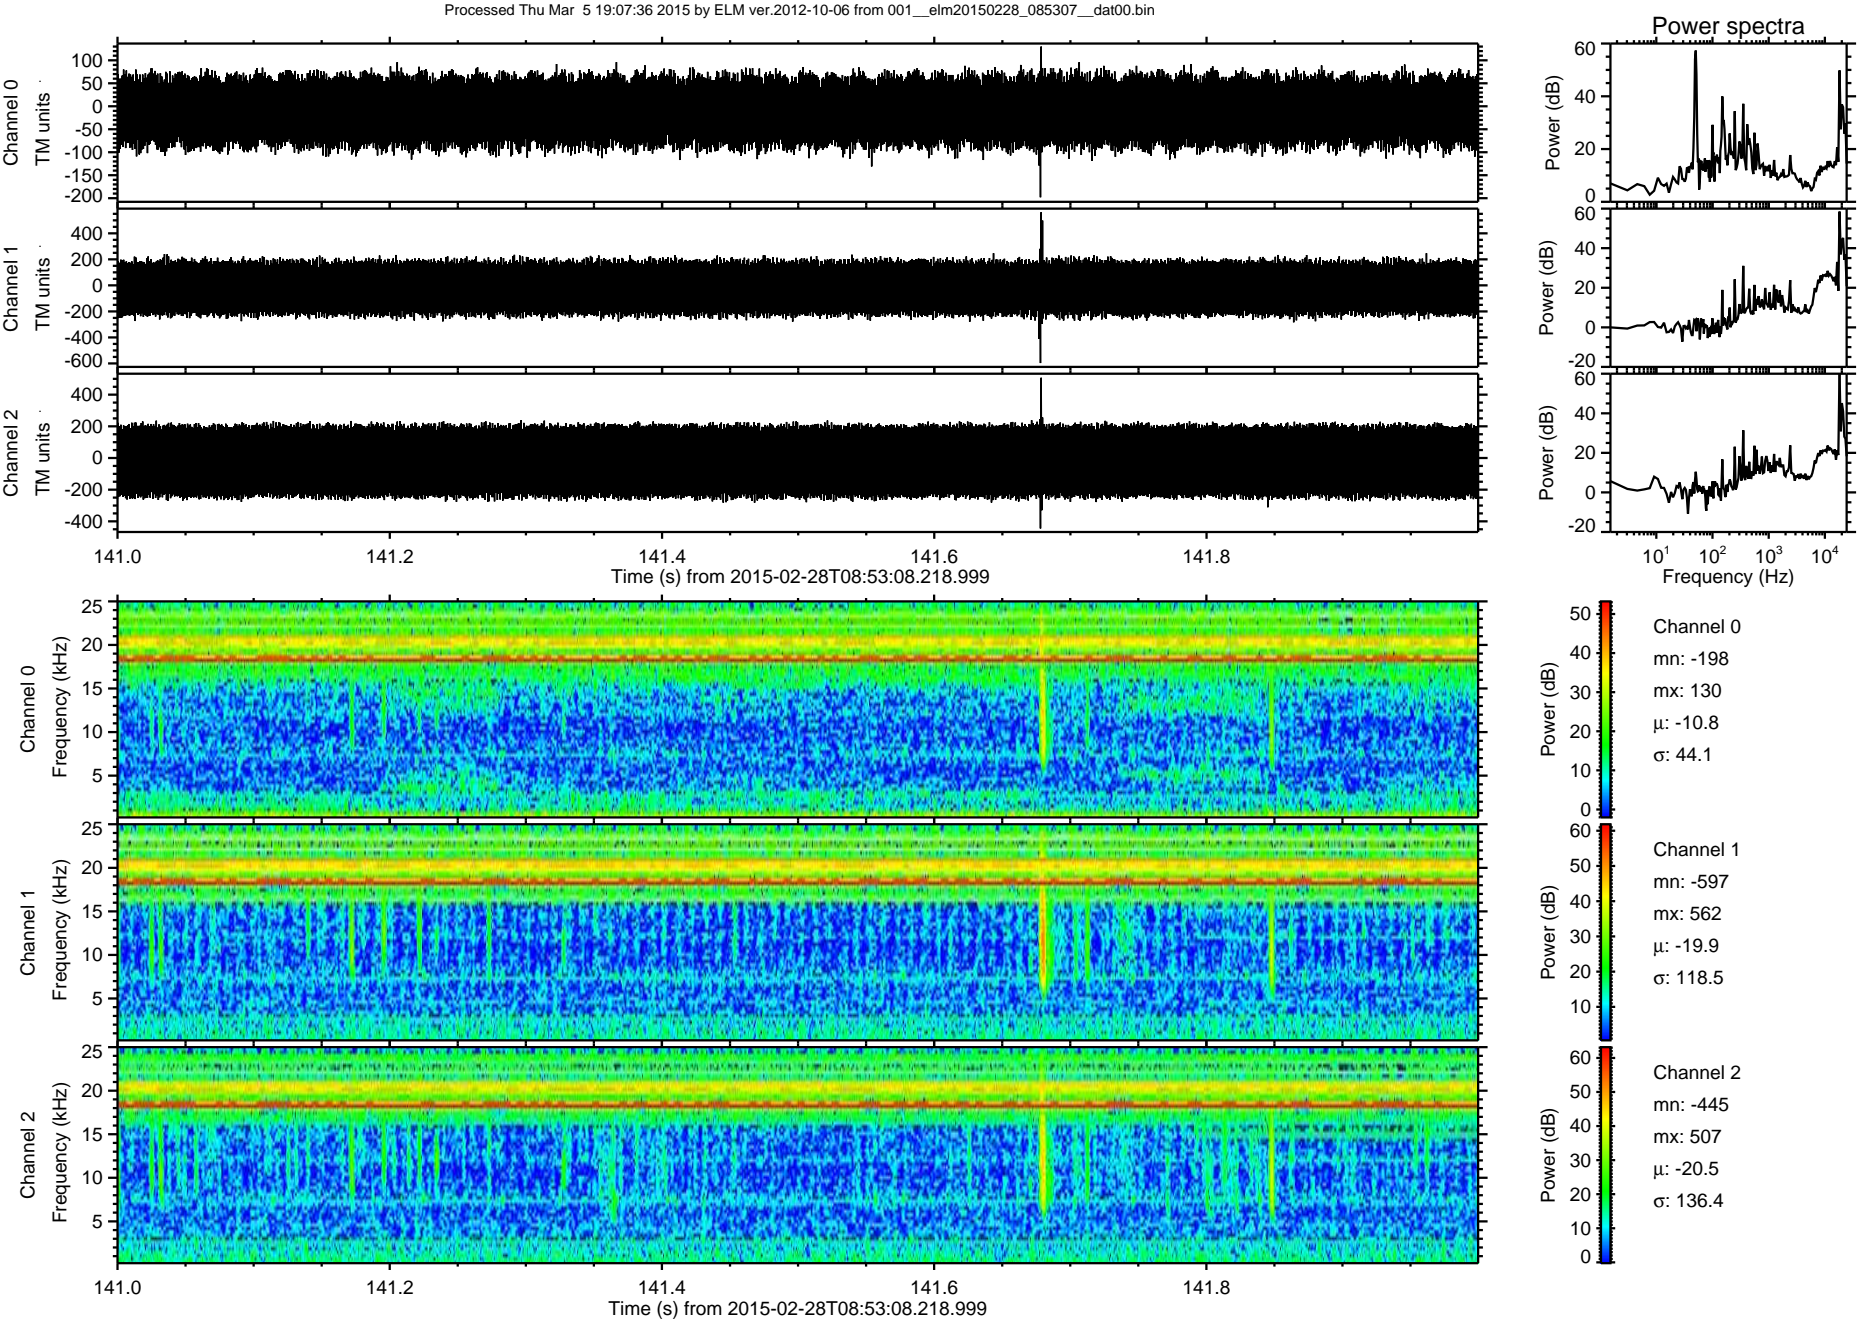 Processed Thu Mar  5 19:07:36 2015 by ELM ver.2012-10-06 from 001__elm20150228_085307__dat00.bin
Power spectra
Channel 0
TM units
100
50
0
-50
-100
-150
-200
Power (dB)
60
40
20
0
Channel 1
TM units
400
200
0
-200
-400
-600
Power (dB)
60
40
20
0
-20
Channel 2
TM units
400
200
0
-200
-400
Power (dB)
60
40
20
0
-20
141.0 141.2 141.4 141.6 141.8
Time (s) from 2015-02-28T08:53:08.218.999
10^1 10^2 10^3 10^4
Frequency (Hz)
Channel 0
Frequency (kHz)
25
20
15
10
5
Power (dB)
50
40
30
20
10
0
Channel 0
mn: -198
mx: 130
μ: -10.8
σ: 44.1
Channel 1
Frequency (kHz)
25
20
15
10
5
Power (dB)
60
50
40
30
20
10
Channel 1
mn: -597
mx: 562
μ: -19.9
σ: 118.5
Channel 2
Frequency (kHz)
25
20
15
10
5
Power (dB)
60
50
40
30
20
10
0
Channel 2
mn: -445
mx: 507
μ: -20.5
σ: 136.4
141.0 141.2 141.4 141.6 141.8
Time (s) from 2015-02-28T08:53:08.218.999